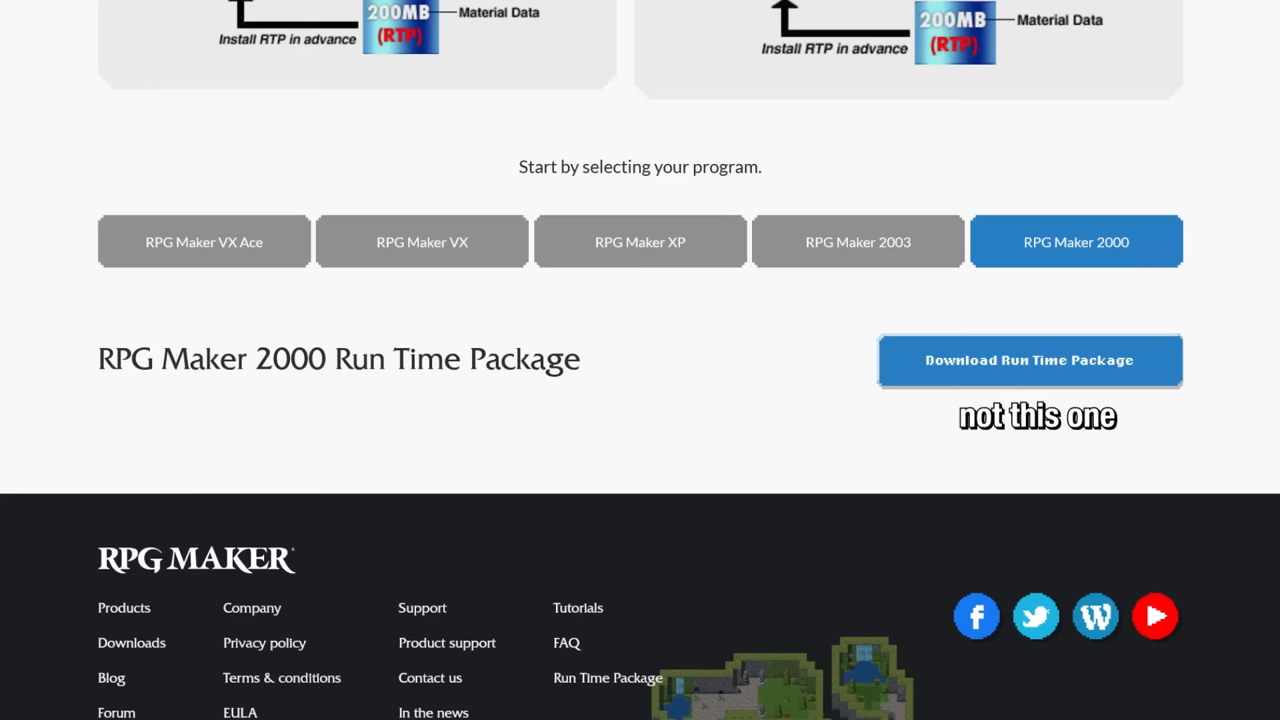 200MB
Material Data
(RTP)
Install RTP in advance
200MB
Material Data
(RTP)
Install RTP in advance
Start by selecting your program.
RPG Maker VX Ace
RPG Maker VX
RPG Maker XP
RPG Maker 2003
RPG Maker 2000
RPG Maker 2000 Run Time Package
Download Run Time Package
not this one
RPG MAKER
Products
Company
Support
Tutorials
Downloads
Privacy policy
Product support
FAQ
Blog
Terms & conditions
Contact us
Run Time Package
Forum
EULA
In the news